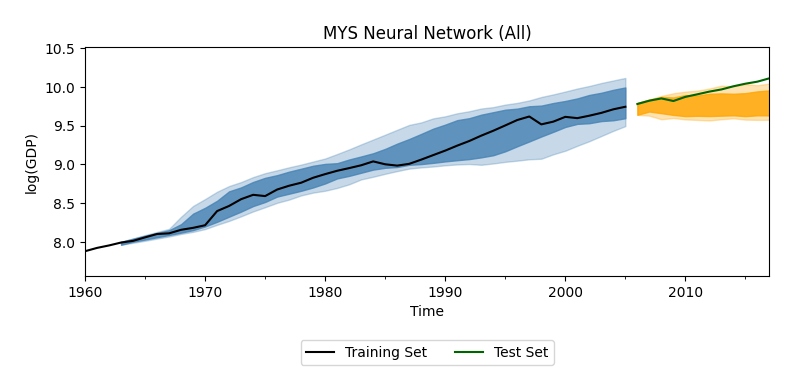 MYS Neural Network (All)
log(GDP)
10.5
10.0
9.5
9.0
8.5
8.0
1960 1970 1980 1990 2000 2010
Time
Training Set Test Set